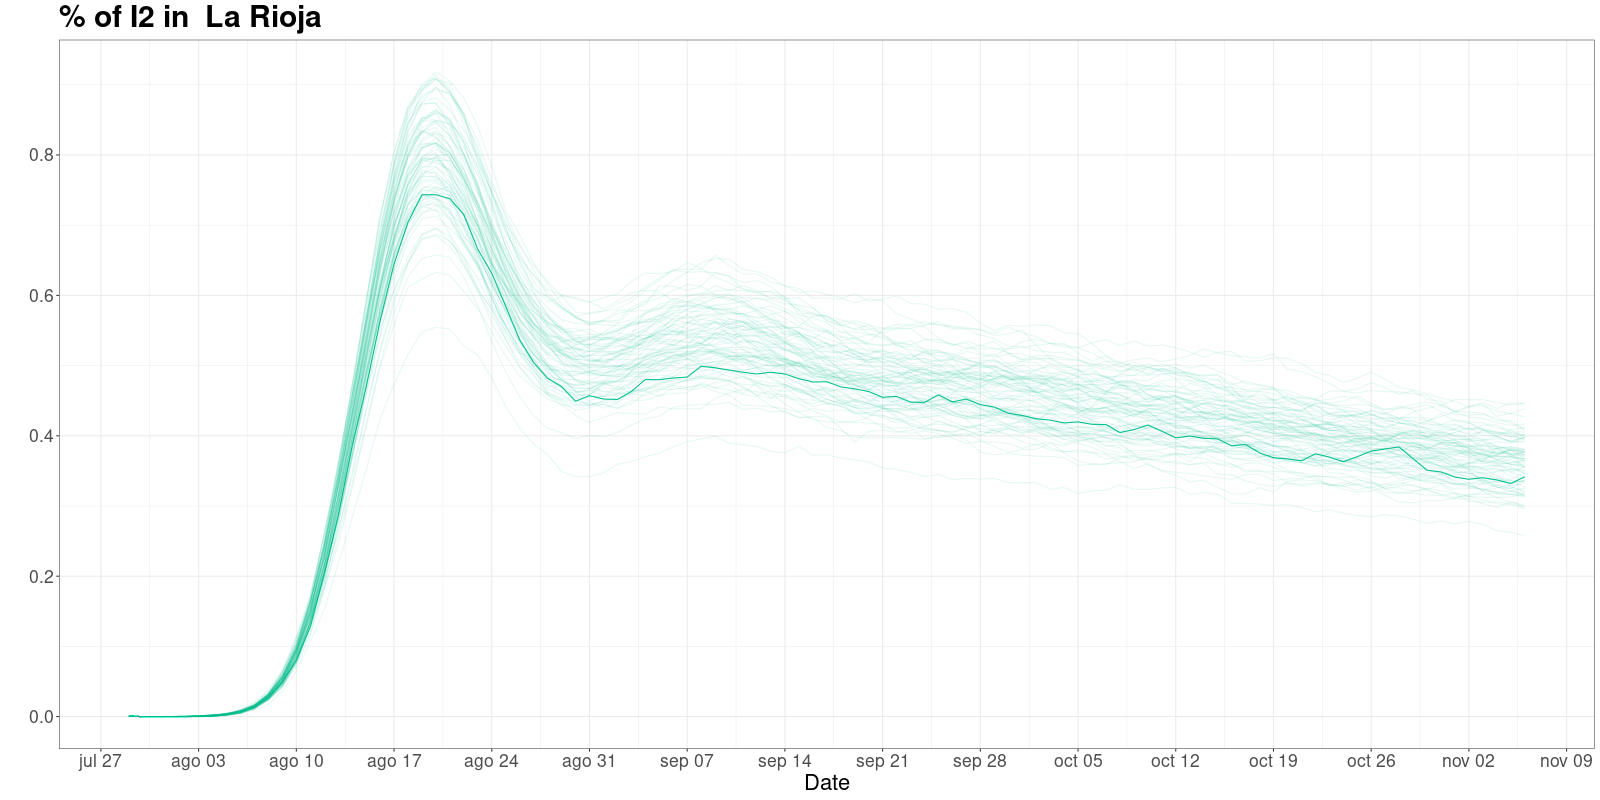 % of I2 in  La Rioja
0.8
0.6
0.4
0.2
0.0
jul 27 ago 03 ago 10 ago 17 ago 24 ago 31 sep 07 sep 14 sep 21 sep 28 oct 05 oct 12 oct 19 oct 26 nov 02 nov 09
Date